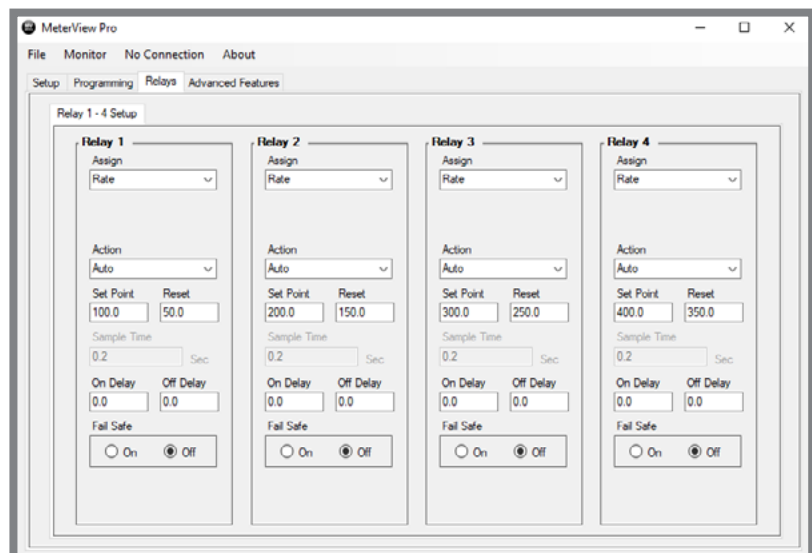 MeterView Pro
File Monitor No Connection About
Setup Programming Relays Advanced Features
Relay 1 - 4 Setup
Relay 1
Assign
Rate
Action
Auto
Set Point Reset
100.0 50.0
Sample Time
0.2 Sec
On Delay Off Delay
0.0 0.0
Fail Safe
On Off
Relay 2
Assign
Rate
Action
Auto
Set Point Reset
200.0 150.0
Sample Time
0.2 Sec
On Delay Off Delay
0.0 0.0
Fail Safe
On Off
Relay 3
Assign
Rate
Action
Auto
Set Point Reset
300.0 250.0
Sample Time
0.2 Sec
On Delay Off Delay
0.0 0.0
Fail Safe
On Off
Relay 4
Assign
Rate
Action
Auto
Set Point Reset
400.0 350.0
Sample Time
0.2 Sec
On Delay Off Delay
0.0 0.0
Fail Safe
On Off